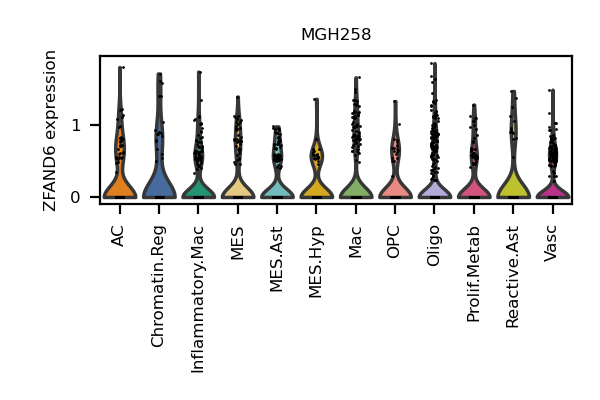 MGH258
ZFAND6 expression
1
0
AC
Chromatin.Reg
Inflammatory.Mac
MES
MES.Ast
MES.Hyp
Mac
OPC
Oligo
Prolif.Metab
Reactive.Ast
Vasc